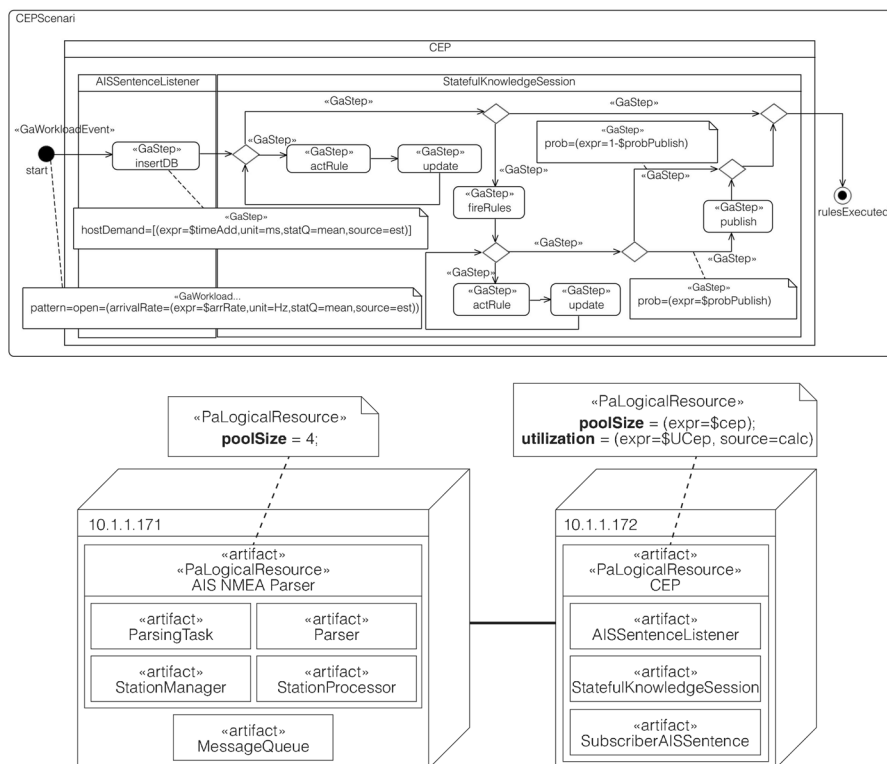 CEPScenari
CEP
AISSentenceListener
StatefulKnowledgeSession
«GaStep»
«GaStep»
«GaWorkloadEvent»
start
«GaStep»
insertDB
«GaStep»
«GaStep»
actRule
«GaStep»
update
«GaStep»
prob=(expr=1-$probPublish)
«GaStep»
«GaStep»
«GaStep»
fireRules
«GaStep»
publish
rulesExecuted
«GaStep»
hostDemand=[(expr=$timeAdd,unit=ms,statQ=mean,source=est)]
«GaStep»
«GaStep»
«GaStep»
«GaStep»
actRule
«GaStep»
update
«GaStep»
prob=(expr=$probPublish)
«GaWorkload...
pattern=open=(arrivalRate=(expr=$arrRate,unit=Hz,statQ=mean,source=est))
«PaLogicalResource»
poolSize = 4;
«PaLogicalResource»
poolSize = (expr=$cep);
utilization = (expr=$UCep, source=calc)
10.1.1.171
«artifact»
«PaLogicalResource»
AIS NMEA Parser
«artifact»
ParsingTask
«artifact»
Parser
«artifact»
StationManager
«artifact»
StationProcessor
«artifact»
MessageQueue
10.1.1.172
«artifact»
«PaLogicalResource»
CEP
«artifact»
AISSentenceListener
«artifact»
StatefulKnowledgeSession
«artifact»
SubscriberAISSentence